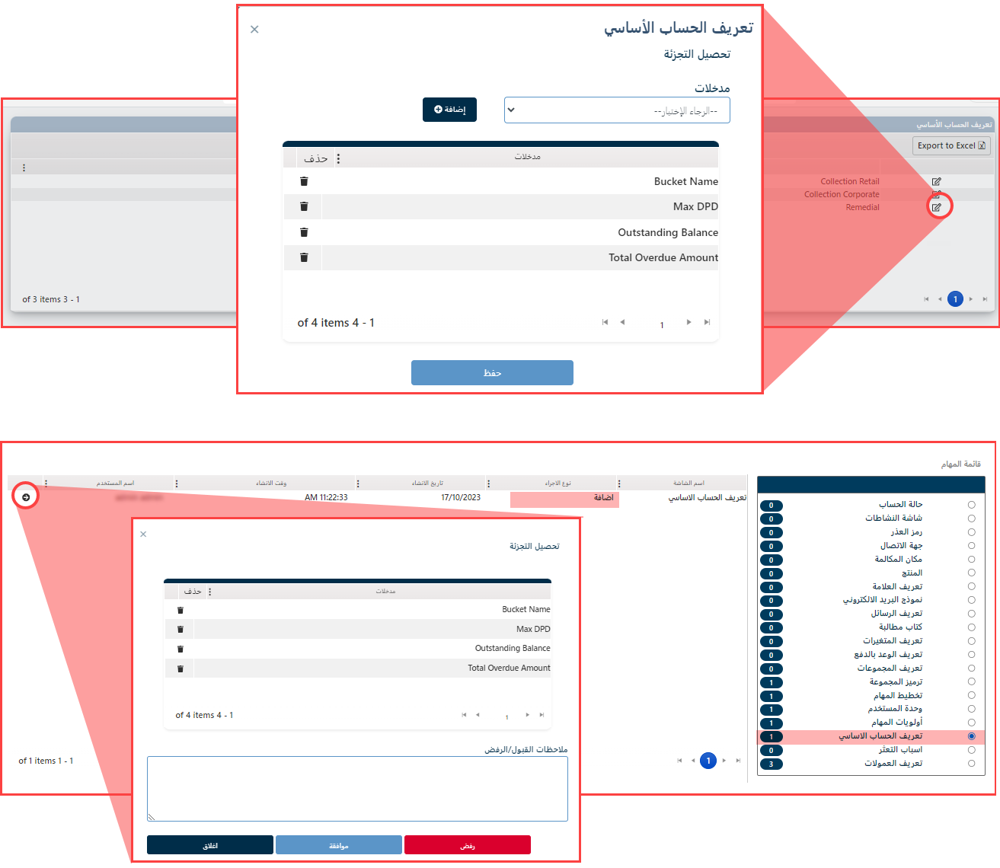 تعريف الحساب الأساسي
تحصيل التجزئة
مدخلات
--الرجاء الإختيار--
إضافة
مدخلات
حذف
Bucket Name
Max DPD
Outstanding Balance
Total Overdue Amount
1
of 4 items 4 - 1
حفظ
تعريف الحساب الأساسي
Export to Excel
Collection Retail
Collection Corporate
Remedial
1
of 3 items 3 - 1
قائمة المهام
حالة الحساب 0
شاشة النشاطات 0
رمز العذر 0
جهة الاتصال 0
مكان المكالمة 0
المنتج 0
تعريف العلامة 0
نموذج البريد الالكتروني 0
تعريف الرسائل 0
كتاب مطالبة 0
تعريف المتغيرات 0
تعريف الوعد بالدفع 0
تعريف المجموعات 0
ترميز المجموعة 1
تخطيط المهام 1
وحدة المستخدم 1
أولويات المهام 1
تعريف الحساب الاساسي 1
اسباب التعثر 0
تعريف العمولات 3
اسم الشاشة نوع الاجراء تاريخ الانشاء وقت الانشاء اسم المستخدم
تعريف الحساب الاساسي اضافة 17/10/2023 AM 11:22:33
1
of 1 items 1 - 1
تحصيل التجزئة
مدخلات
حذف
Bucket Name
Max DPD
Outstanding Balance
Total Overdue Amount
1
of 4 items 4 - 1
ملاحظات القبول/الرفض
رفض
موافقة
اغلاق